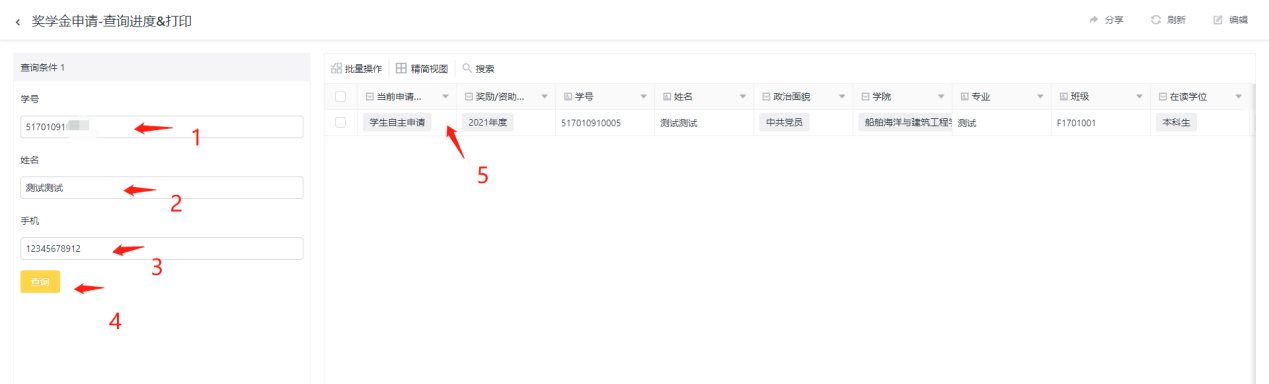 奖学金申请-查询进度&打印
分享 刷新 编辑
查询条件 1
学号
51701091
1
姓名
测试测试
2
手机
12345678912
3
查询
4
批量操作 精简视图 搜索
当前申请... 奖励/资助... 学号 姓名 政治面貌 学院 专业 班级 在读学位
学生自主申请 2021年度 517010910005 测试测试 中共党员 船舶海洋与建筑工程 测试 F1701001 本科生
5